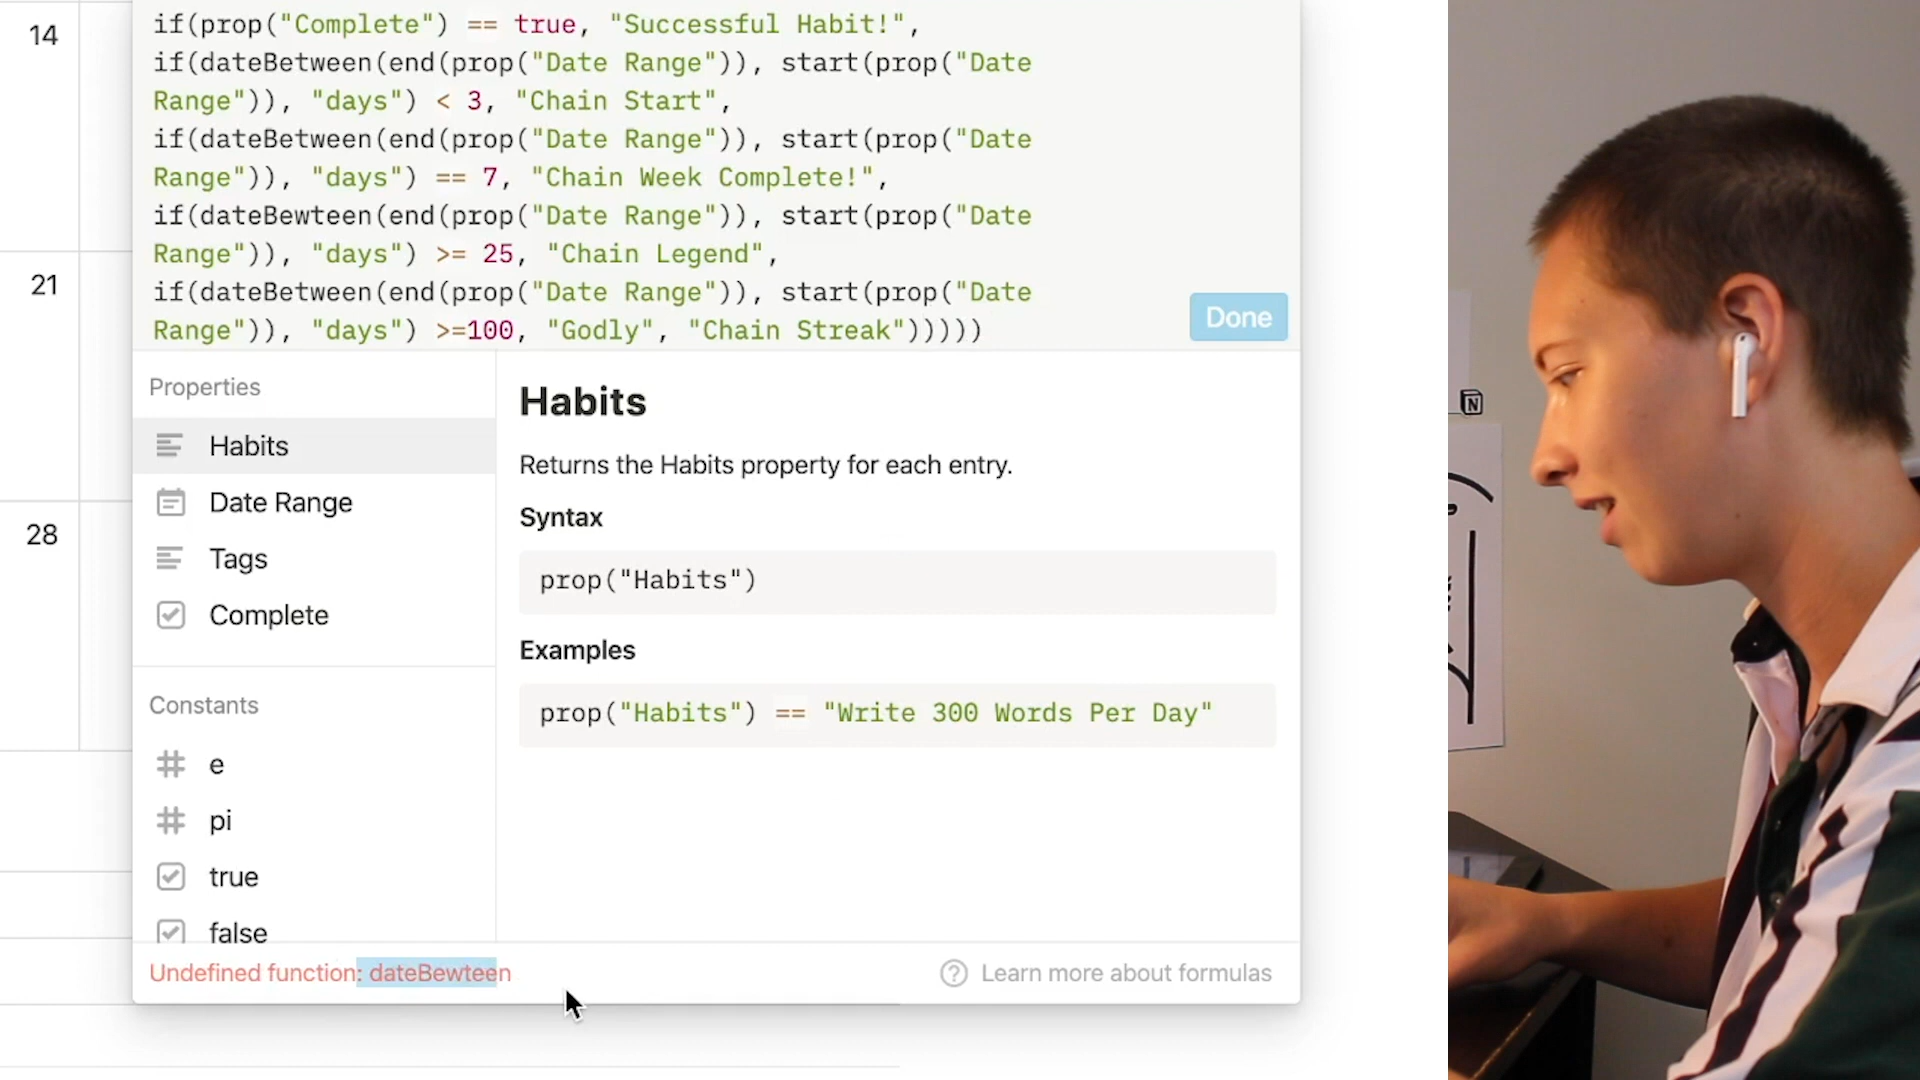 14
if(prop("Complete") == true, "Successful Habit!",
if(dateBetween(end(prop("Date Range")), start(prop("Date
Range")), "days") < 3, "Chain Start",
if(dateBetween(end(prop("Date Range")), start(prop("Date
Range")), "days") == 7, "Chain Week Complete!",
if(dateBewteen(end(prop("Date Range")), start(prop("Date
Range")), "days") >= 25, "Chain Legend",
if(dateBetween(end(prop("Date Range")), start(prop("Date
Range")), "days") >=100, "Godly", "Chain Streak")))))
Done
21
28
Properties
Habits
Date Range
Tags
Complete
Constants
e
pi
true
false
Habits
Returns the Habits property for each entry.
Syntax
prop("Habits")
Examples
prop("Habits") == "Write 300 Words Per Day"
Undefined function: dateBewteen
Learn more about formulas
N